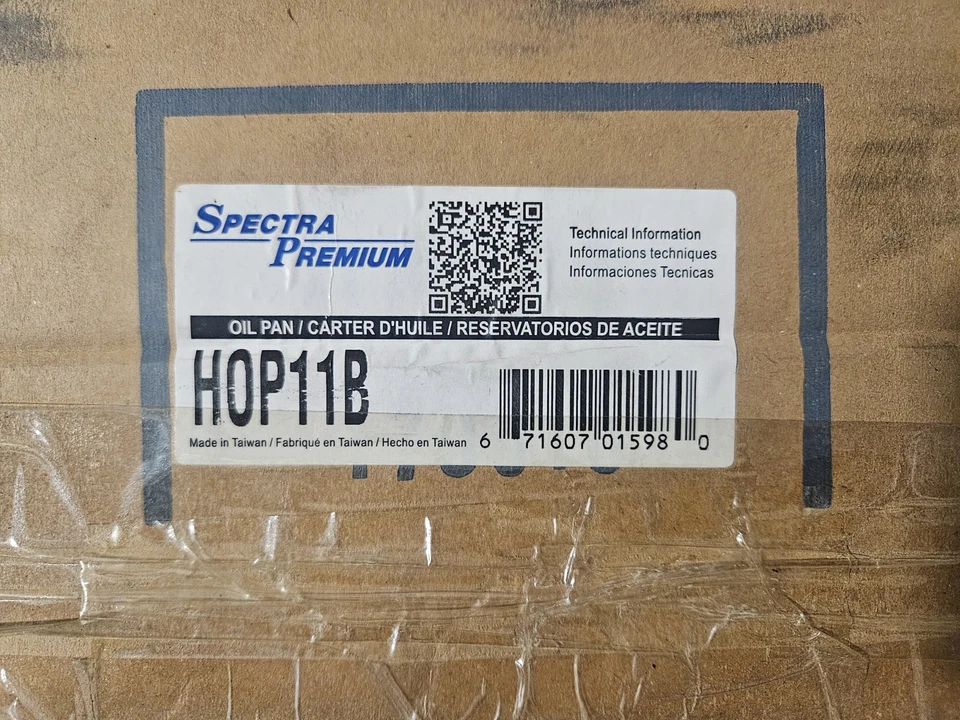 SPECTRA
PREMIUM
Technical Information
Informations techniques
Informaciones Tecnicas
OIL PAN / CARTER D'HUILE / RESERVATORIOS DE ACEITE
HOP11B
Made in Taiwan / Fabriqué en Taiwan / Hecho en Taiwan
6 71607 01598 0